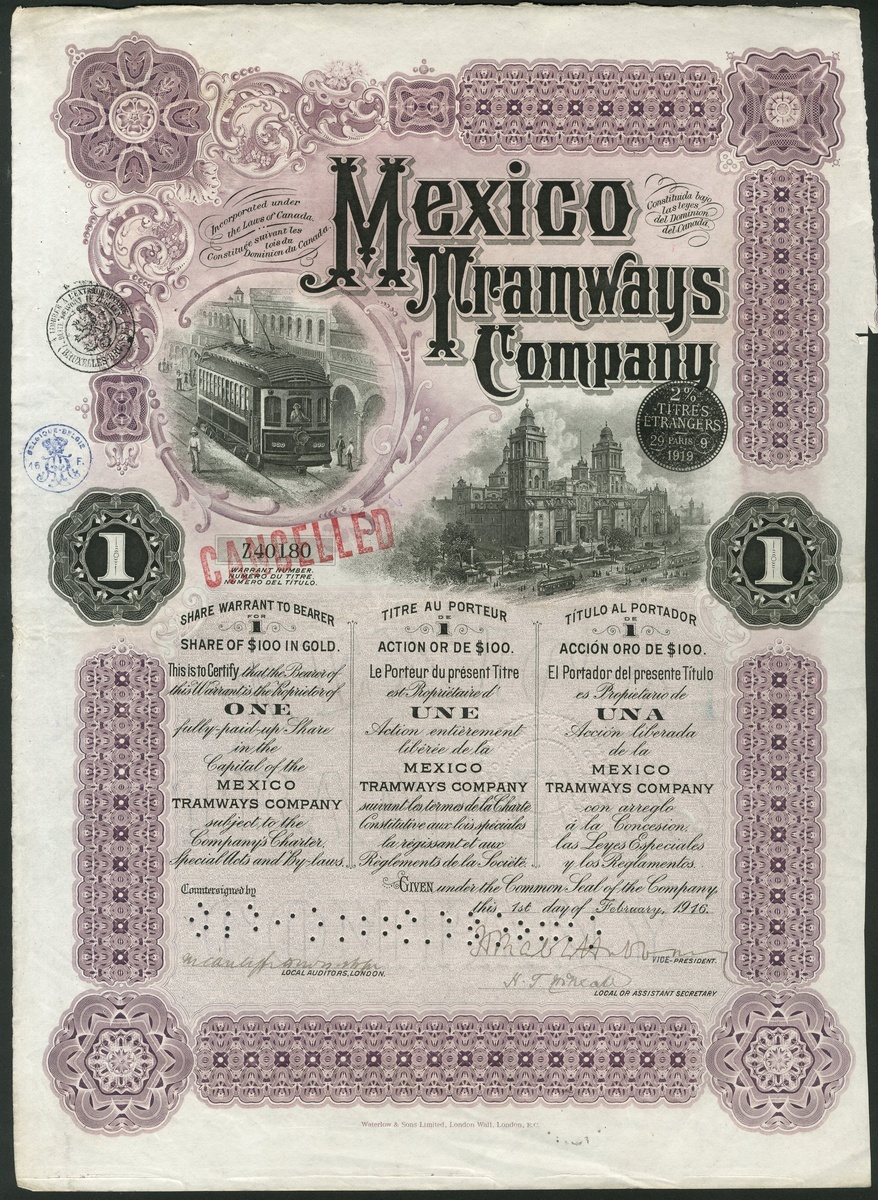 Incorporated under
the Laws of Canada.
Constituée suivant les
lois du
Dominion du Canada.
Mexico
Tramways
Company
Constituida bajo
las leyes
del Dominion
del Canadá.
BELGIQUE-BELGIË
16 F.
2%
TITRES
ETRANGERS
29 PARIS 9
1919
CANCELLED
Z40180
WARRANT NUMBER.
NUMÉRO DU TITRE.
NÚMERO DEL TÍTULO.
1
1
SHARE WARRANT TO BEARER
FOR
1
SHARE OF $100 IN GOLD.
This is to Certify that the Bearer of
this Warrant is the Proprietor of
ONE
fully-paid-up Share
in the
Capital of the
MEXICO
TRAMWAYS COMPANY
subject to the
Company's Charter,
Special Acts and By-laws.
TITRE AU PORTEUR
DE
1
ACTION OR DE $100.
Le Porteur du présent Titre
est Propriétaire d'
UNE
Action entièrement
libérée de la
MEXICO
TRAMWAYS COMPANY
suivant les termes de la Charte
Constitutive aux lois spéciales
la régissant et aux
Règlements de la Société.
TÍTULO AL PORTADOR
DE
1
ACCIÓN ORO DE $100.
El Portador del presente Título
es Propietario de
UNA
Acción liberada
de la
MEXICO
TRAMWAYS COMPANY
con arreglo
á la Concesion,
las Leyes Especiales
y los Reglamentos.
Countersigned by
GIVEN under the Common Seal of the Company,
this 1st day of February, 1916.
VICE-PRESIDENT.
LOCAL AUDITORS, LONDON.
LOCAL OR ASSISTANT SECRETARY
Waterlow & Sons Limited, London Wall, London, E.C.